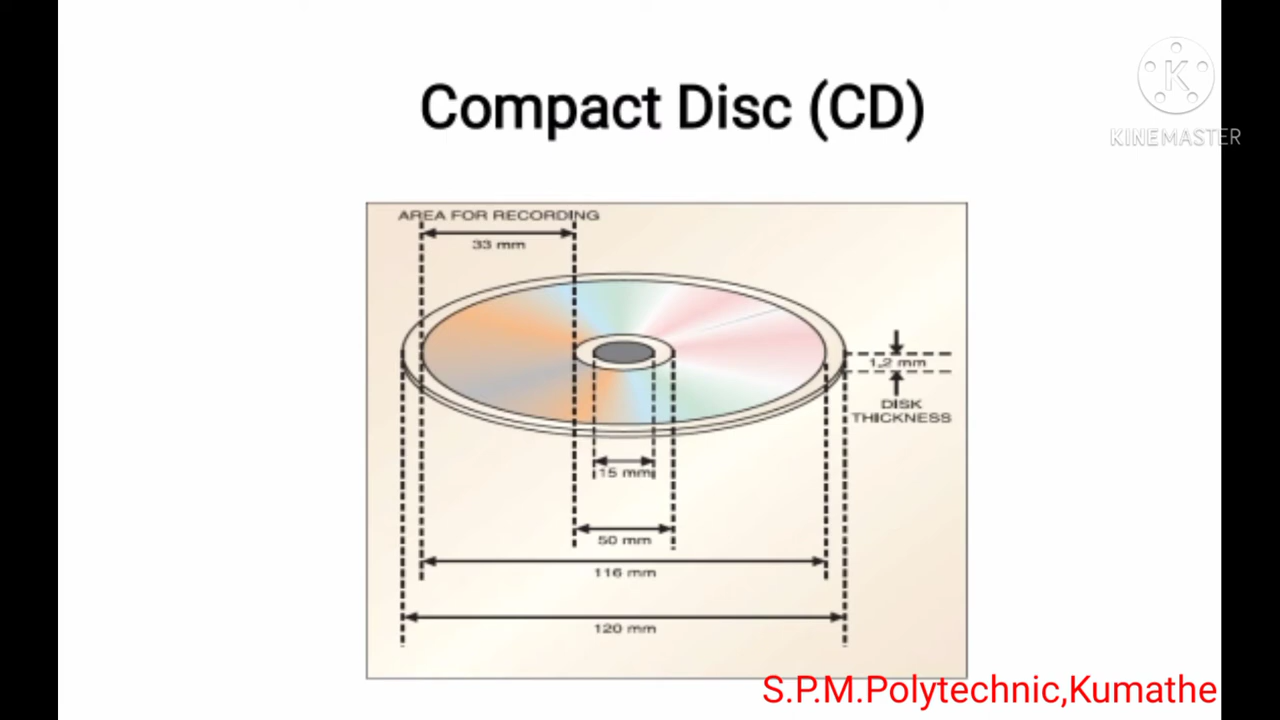 Compact Disc (CD)
K
KINEMASTER
AREA FOR RECORDING
33 mm
1,2 mm
DISK
THICKNESS
15 mm
50 mm
116 mm
120 mm
S.P.M.Polytechnic,Kumathe